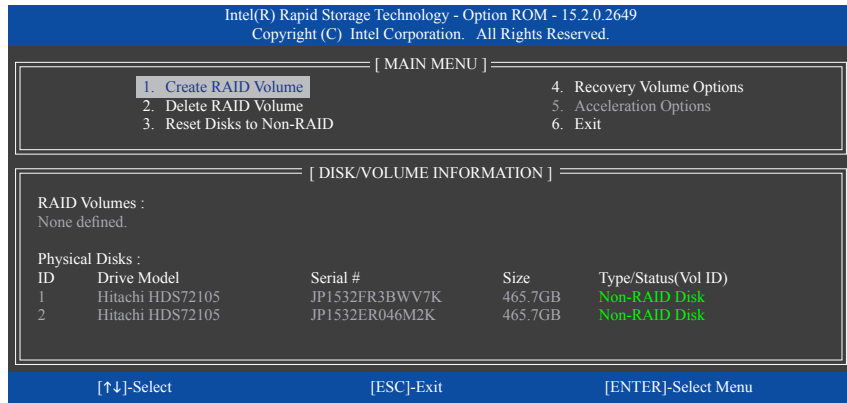 Intel(R) Rapid Storage Technology - Option ROM - 15.2.0.2649
Copyright (C) Intel Corporation. All Rights Reserved.
[ MAIN MENU ]
1. Create RAID Volume
2. Delete RAID Volume
3. Reset Disks to Non-RAID
4. Recovery Volume Options
5. Acceleration Options
6. Exit
[ DISK/VOLUME INFORMATION ]
RAID Volumes :
None defined.
Physical Disks :
ID Drive Model Serial # Size Type/Status(Vol ID)
1 Hitachi HDS72105 JP1532FR3BWV7K 465.7GB Non-RAID Disk
2 Hitachi HDS72105 JP1532ER046M2K 465.7GB Non-RAID Disk
[↑↓]-Select [ESC]-Exit [ENTER]-Select Menu